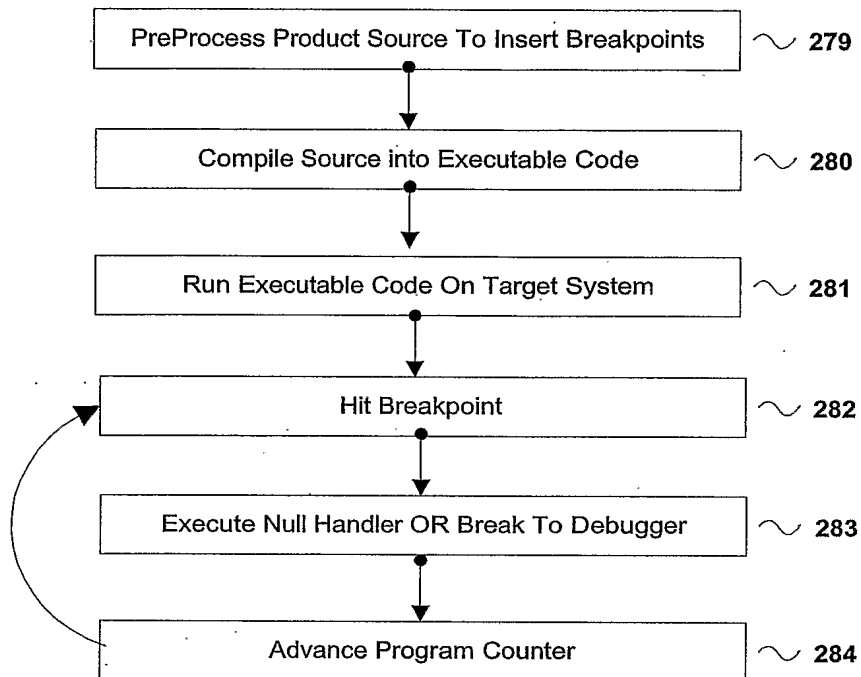 PreProcess Product Source To Insert Breakpoints 279
Compile Source into Executable Code 280
Run Executable Code On Target System 281
Hit Breakpoint 282
Execute Null Handler OR Break To Debugger 283
Advance Program Counter 284